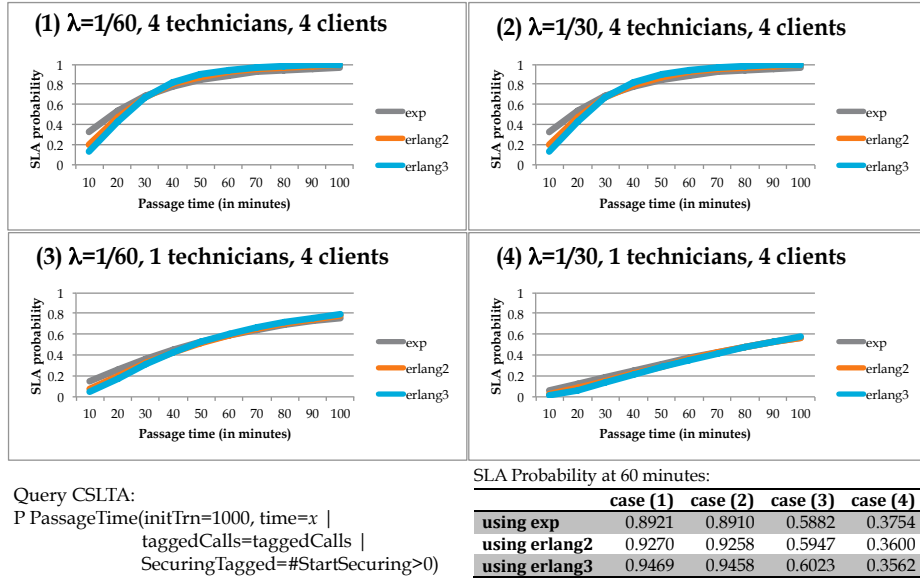 (1) λ=1/60, 4 technicians, 4 clients
SLA probability
1
0.8
0.6
0.4
0.2
0
10 20 30 40 50 60 70 80 90 100
Passage time (in minutes)
exp
erlang2
erlang3
(2) λ=1/30, 4 technicians, 4 clients
SLA probability
1
0.8
0.6
0.4
0.2
0
10 20 30 40 50 60 70 80 90 100
Passage time (in minutes)
exp
erlang2
erlang3
(3) λ=1/60, 1 technicians, 4 clients
SLA probability
1
0.8
0.6
0.4
0.2
0
10 20 30 40 50 60 70 80 90 100
Passage time (in minutes)
exp
erlang2
erlang3
(4) λ=1/30, 1 technicians, 4 clients
SLA probability
1
0.8
0.6
0.4
0.2
0
10 20 30 40 50 60 70 80 90 100
Passage time (in minutes)
exp
erlang2
erlang3
Query CSLTA:
P PassageTime(initTrn=1000, time=x |
taggedCalls=taggedCalls |
SecuringTagged=#StartSecuring>0)
SLA Probability at 60 minutes:
case (1) case (2) case (3) case (4)
using exp 0.8921 0.8910 0.5882 0.3754
using erlang2 0.9270 0.9258 0.5947 0.3600
using erlang3 0.9469 0.9458 0.6023 0.3562